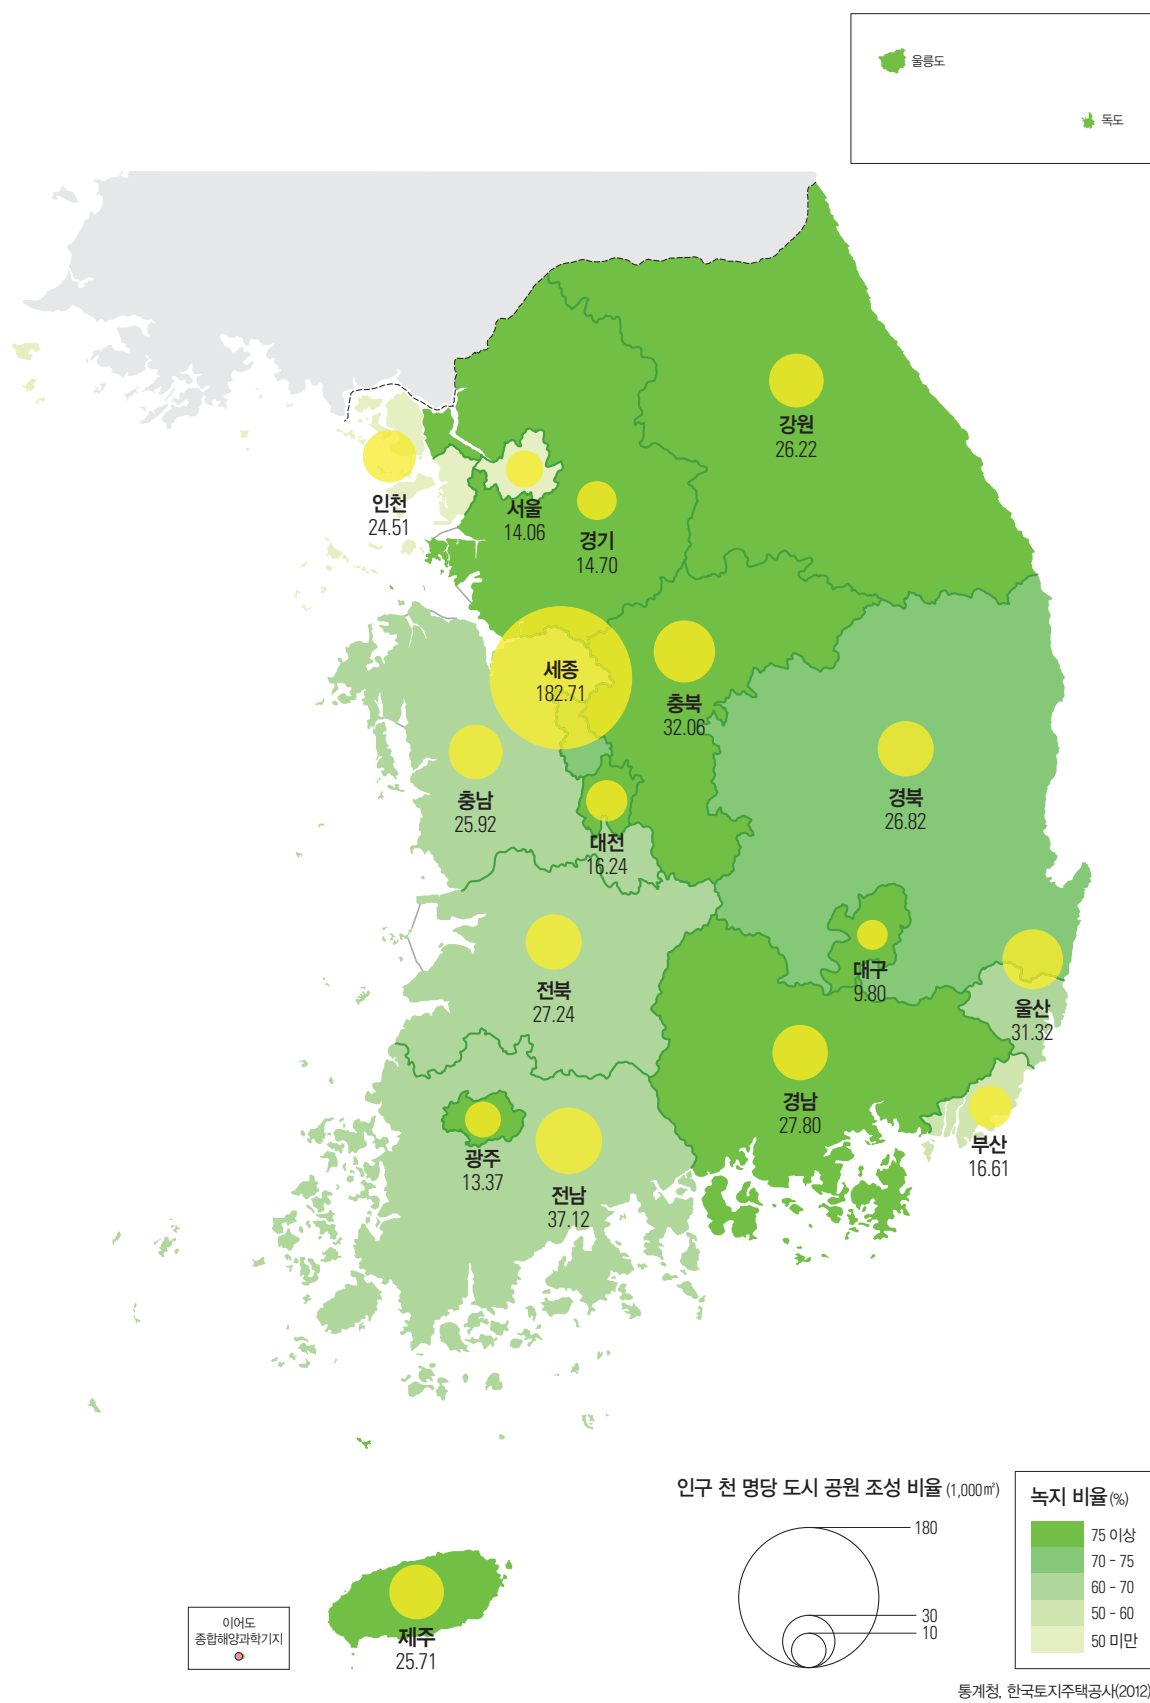 울릉도
독도
강원
26.22
인천
24.51
서울
14.06
경기
14.70
세종
182.71
충북
32.06
충남
25.92
경북
26.82
대전
16.24
대구
9.80
전북
27.24
울산
31.32
경남
27.80
부산
16.61
광주
13.37
전남
37.12
인구 천 명당 도시 공원 조성 비율 (1,000㎡)
180
30
10
녹지 비율(%)
75 이상
70 - 75
60 - 70
50 - 60
50 미만
이어도
종합해양과학기지
제주
25.71
통계청, 한국토지주택공사(2012)